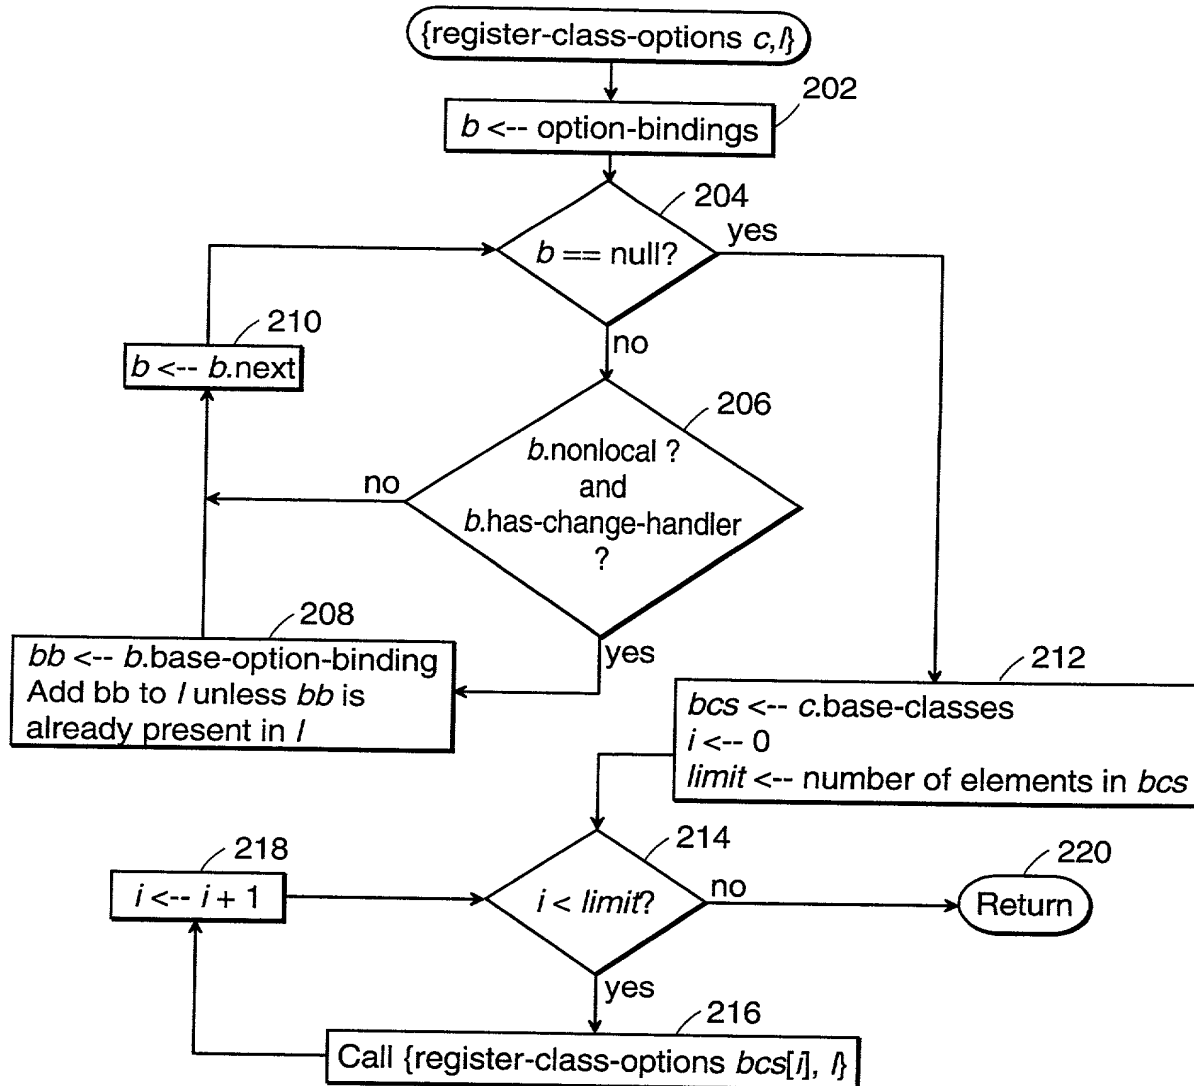 {register-class-options c,l}
202
b <-- option-bindings
204
yes
b == null?
210
no
b <-- b.next
206
b.nonlocal ?
no
and
b.has-change-handler
?
208
yes
bb <-- b.base-option-binding
Add bb to l unless bb is
already present in l
212
bcs <-- c.base-classes
i <-- 0
limit <-- number of elements in bcs
218
214
220
i <-- i + 1
i < limit?
no
Return
yes
216
Call {register-class-options bcs[i], l}